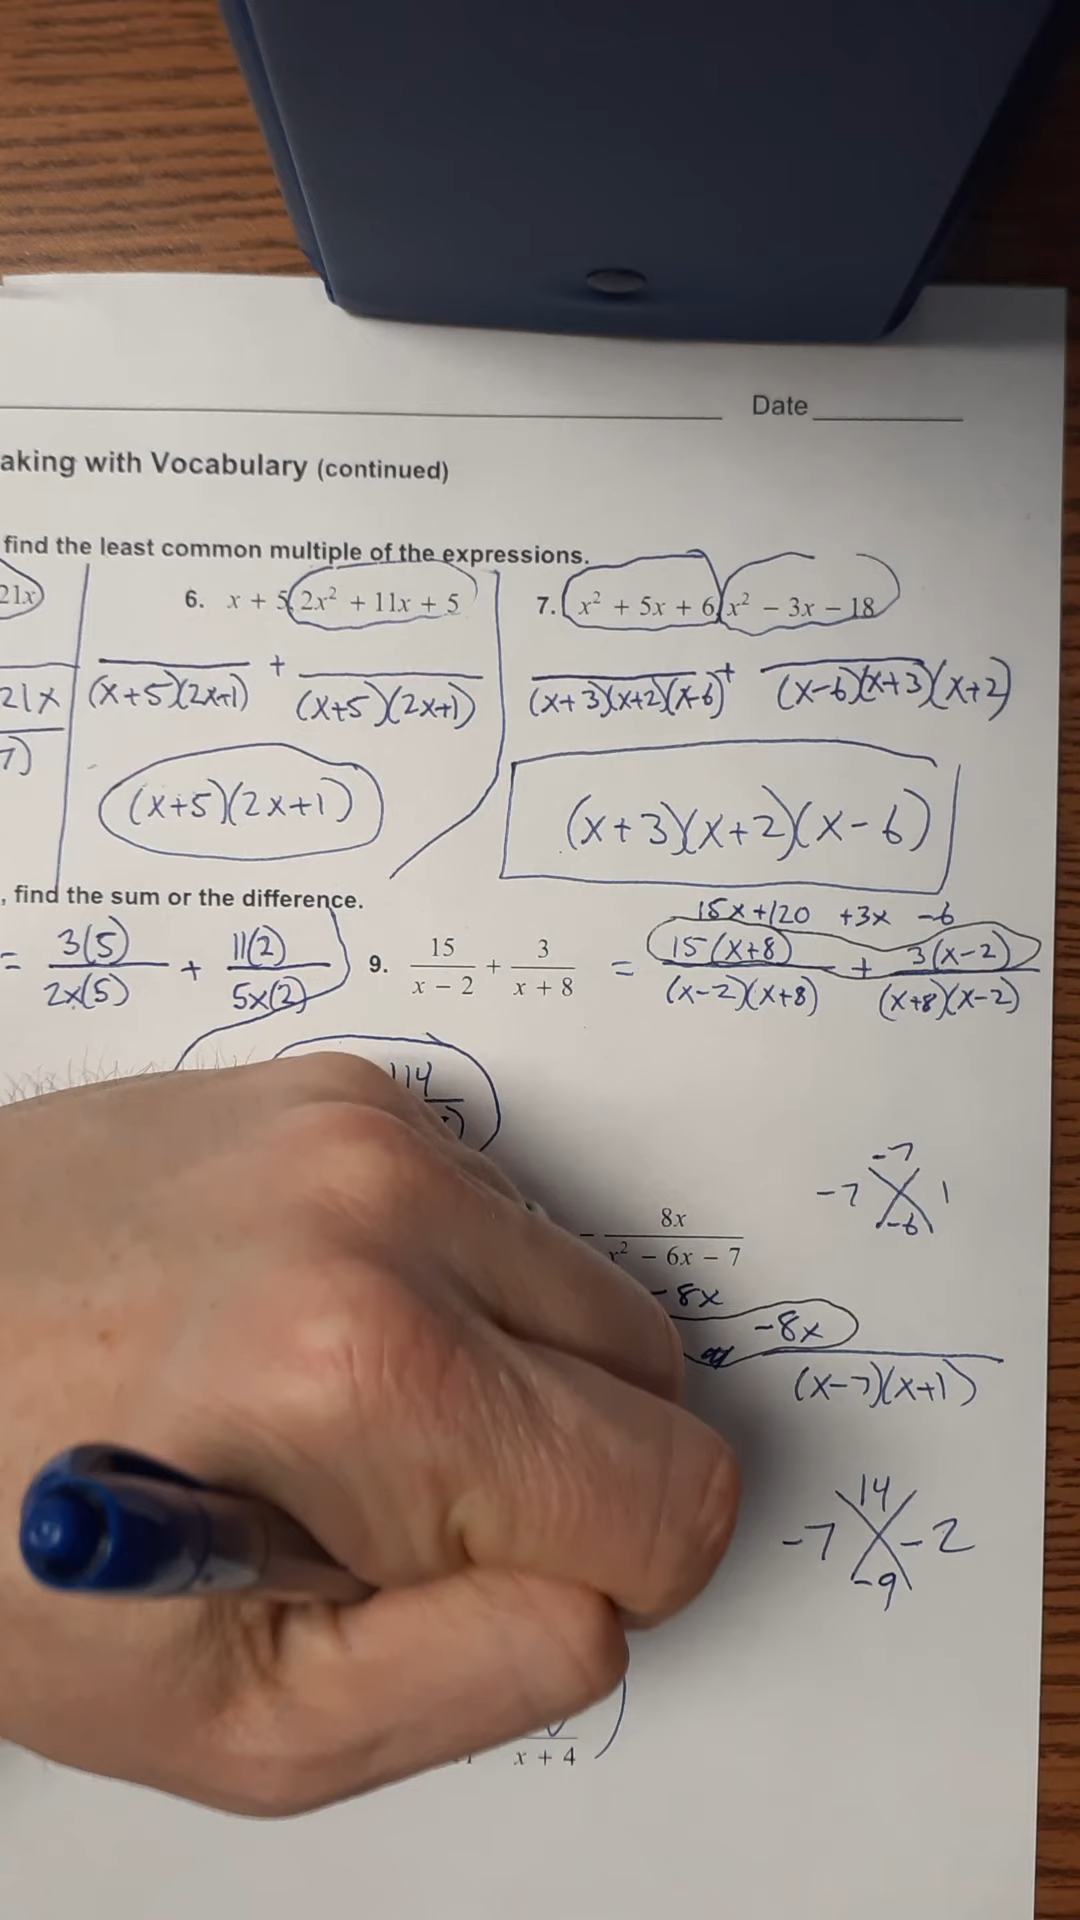 Date
aking with Vocabulary (continued)
find the least common multiple of the expressions.
21x)
6. x + 5, 2x² + 11x + 5
7. x² + 5x + 6, x² − 3x − 18
21x
7)
(x+5)(2x+1) + (x+5)(2x+1)
(x+3)(x+2)(x-6) + (x-6)(x+3)(x+2)
(x+5)(2x+1)
(x+3)(x+2)(x-6)
, find the sum or the difference.
15x+120 +3x -6
= 3(5)/2x(5) + 11(2)/5x(2)
9. 15/(x − 2) + 3/(x + 8) = 15(x+8)/(x-2)(x+8) + 3(x-2)/(x+8)(x-2)
114
-7
-7 1
-6
− 8x/(x² − 6x − 7)
-8x
-8x
(x-7)(x+1)
14
-7 -2
-9
x + 4